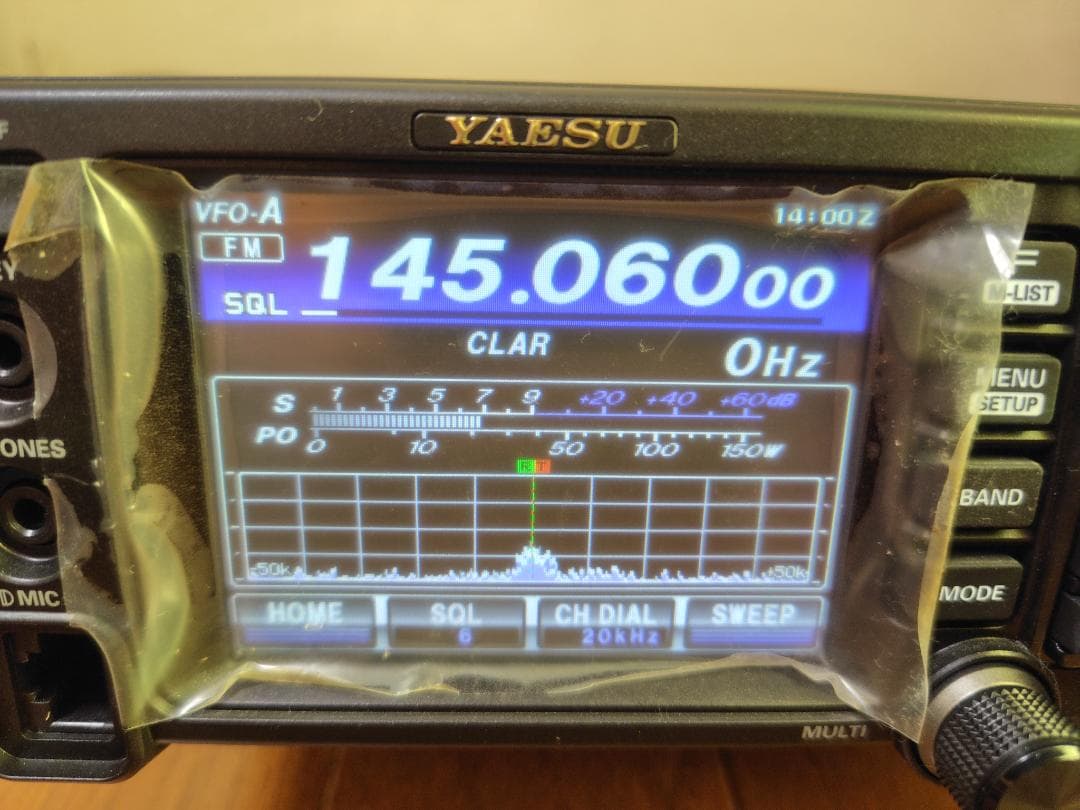 YAESU
VFO-A
14:00Z
FM
145.06000
SQL
CLAR
0Hz
S 1 3 5 7 9 +20 +40 +60dB
PO 0 10 50 100 150W
R T
-50k +50k
HOME SQL CH DIAL SWEEP
6 20kHz
M-LIST
MENU
SETUP
BAND
MODE
ONES
MIC
MULTI